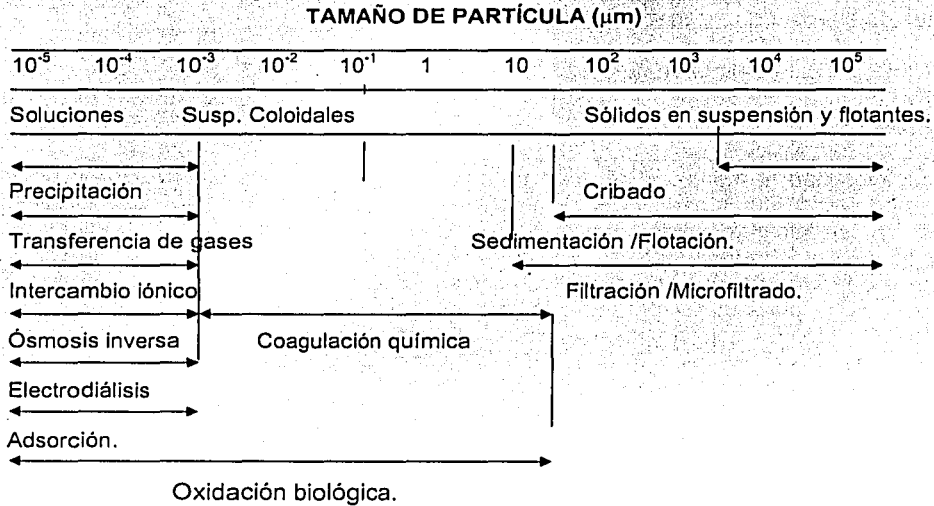 TAMAÑO DE PARTÍCULA (µm)
10⁻⁵ 10⁻⁴ 10⁻³ 10⁻² 10⁻¹ 1 10 10² 10³ 10⁴ 10⁵
Soluciones Susp. Coloidales Sólidos en suspensión y flotantes.
Precipitación Cribado
Transferencia de gases Sedimentación /Flotación.
Intercambio iónico Filtración /Microfiltrado.
Ósmosis inversa Coagulación química
Electrodiálisis
Adsorción.
Oxidación biológica.